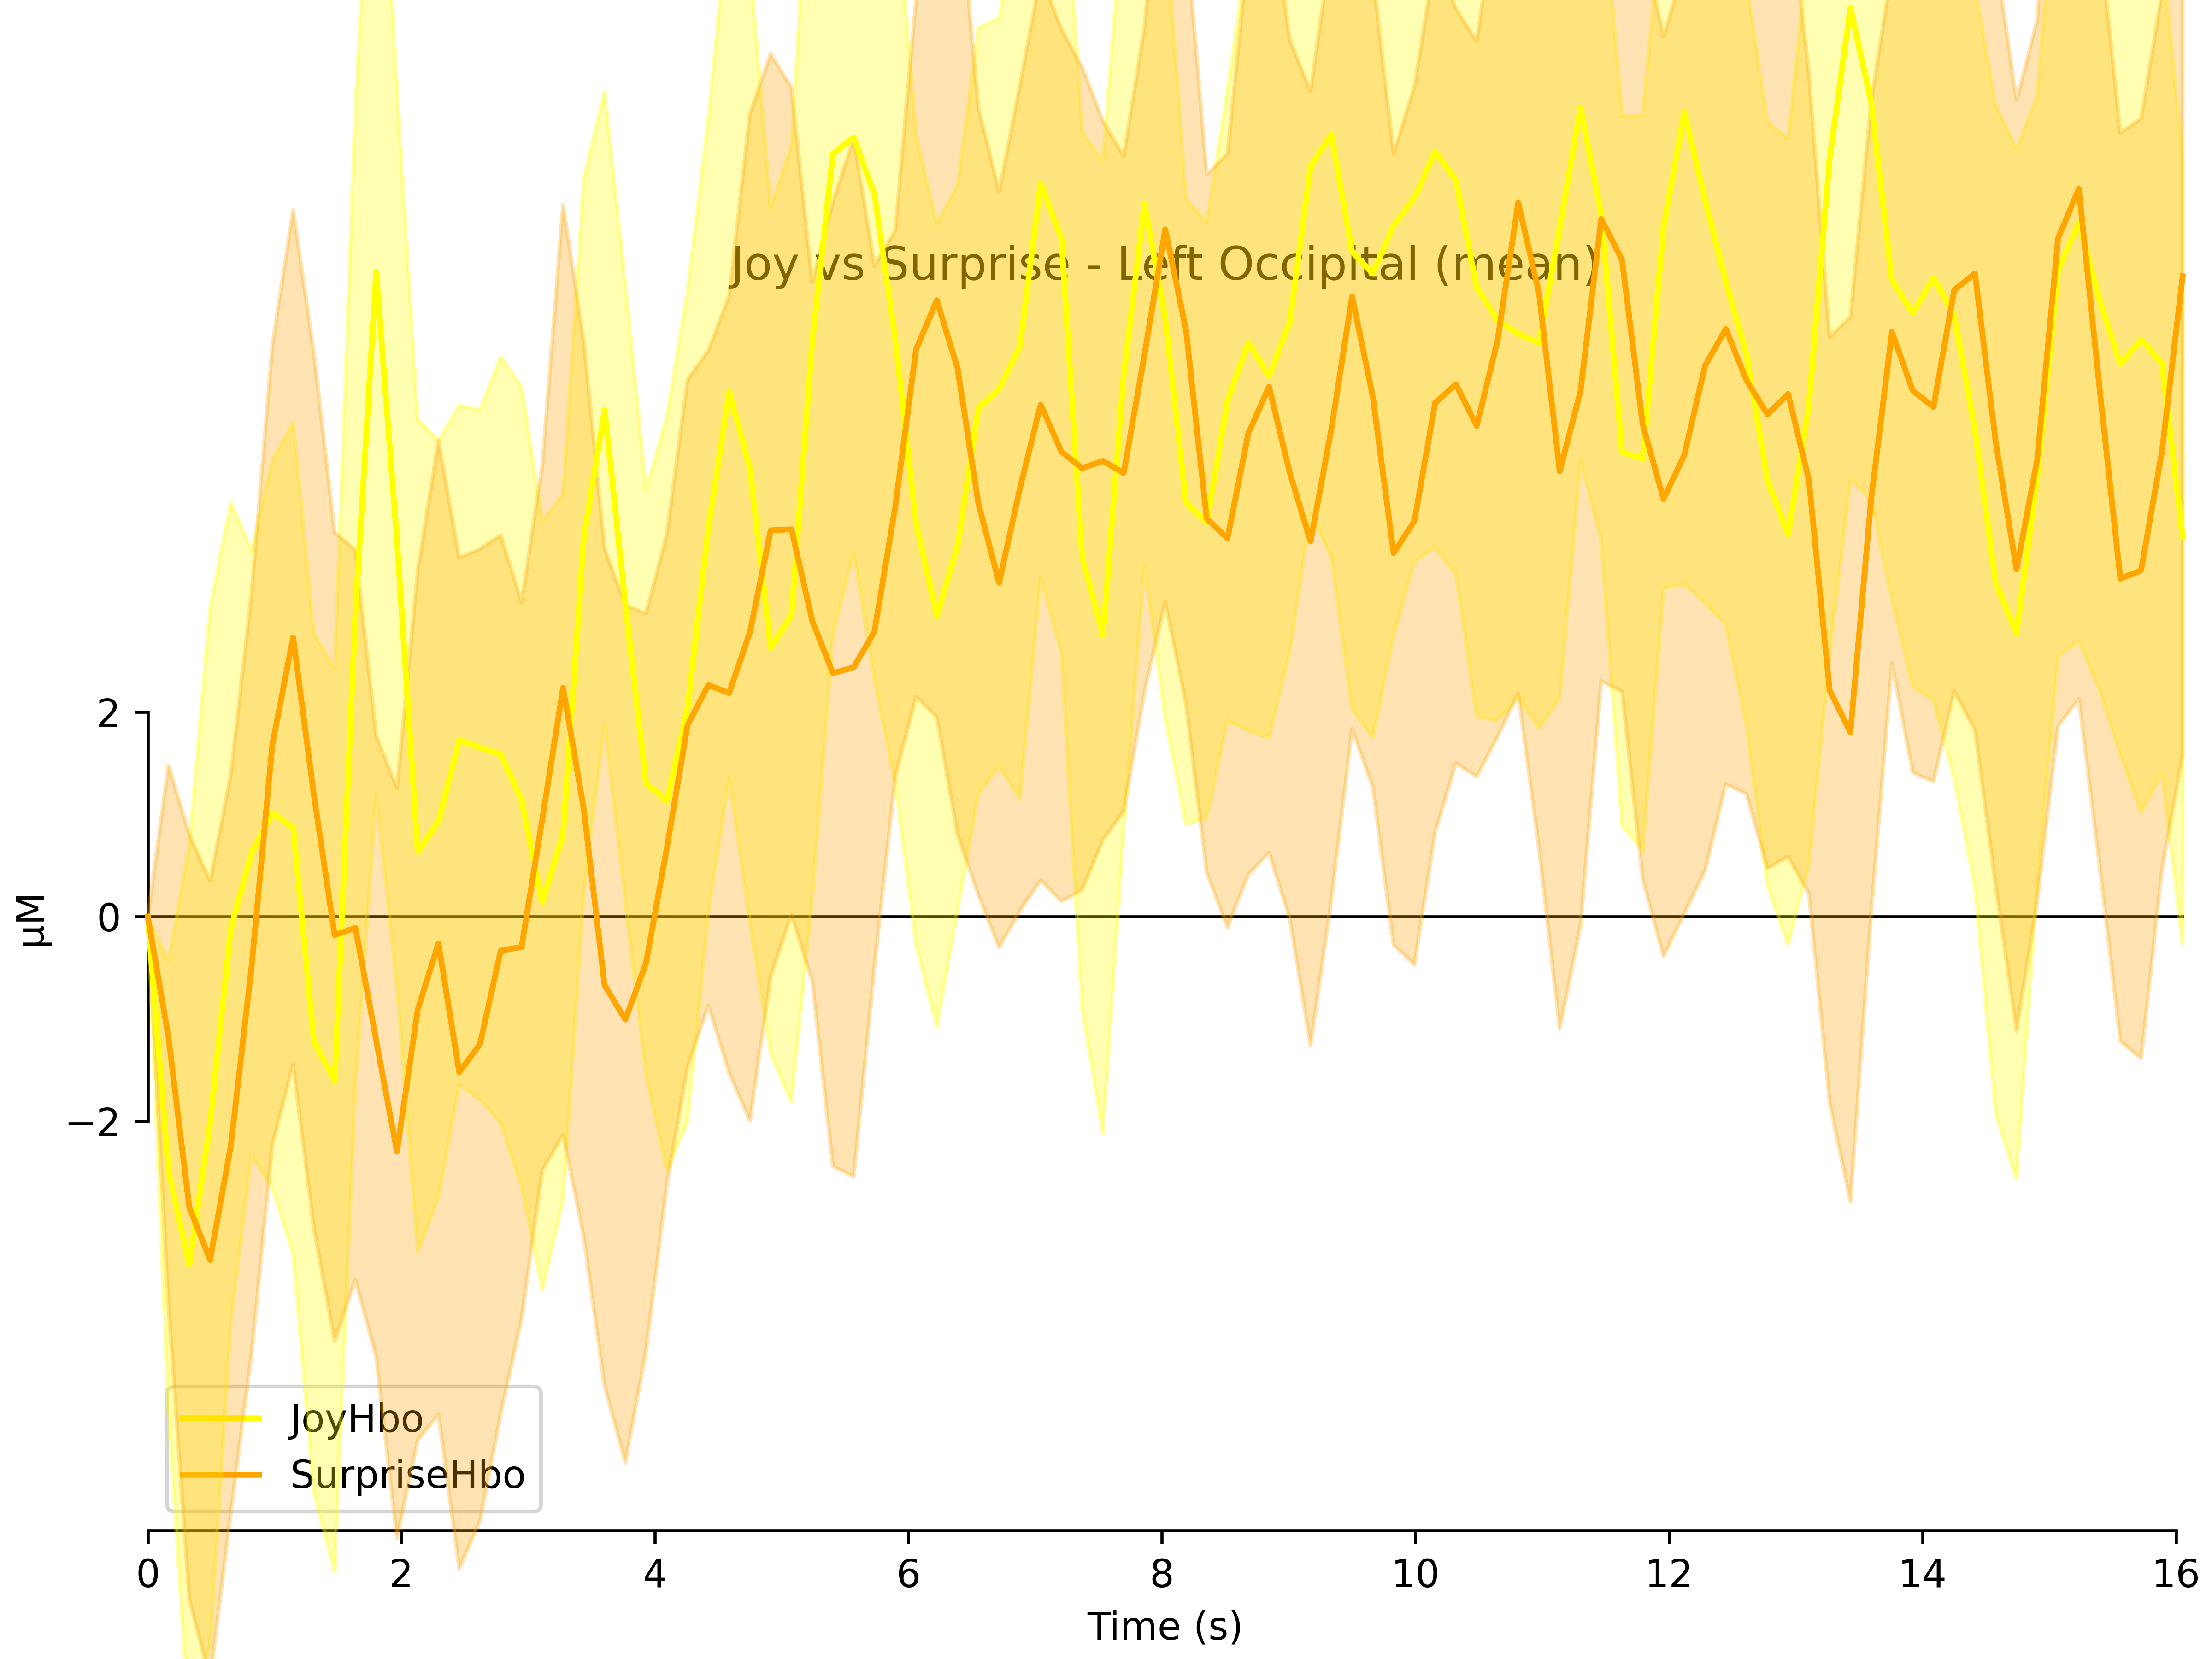 Joy vs Surprise - Left Occipital (mean)
2
0
−2
µM
JoyHbo
SurpriseHbo
0 2 4 6 8 10 12 14 16
Time (s)